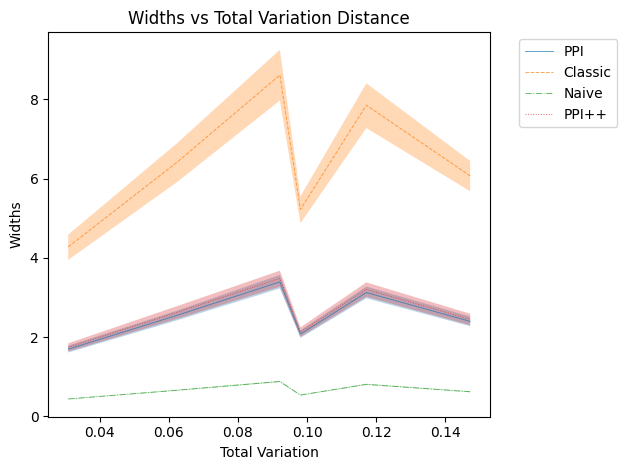 Widths vs Total Variation Distance
PPI
Classic
Naive
PPI++
8
6
4
2
0
Widths
0.04 0.06 0.08 0.10 0.12 0.14
Total Variation